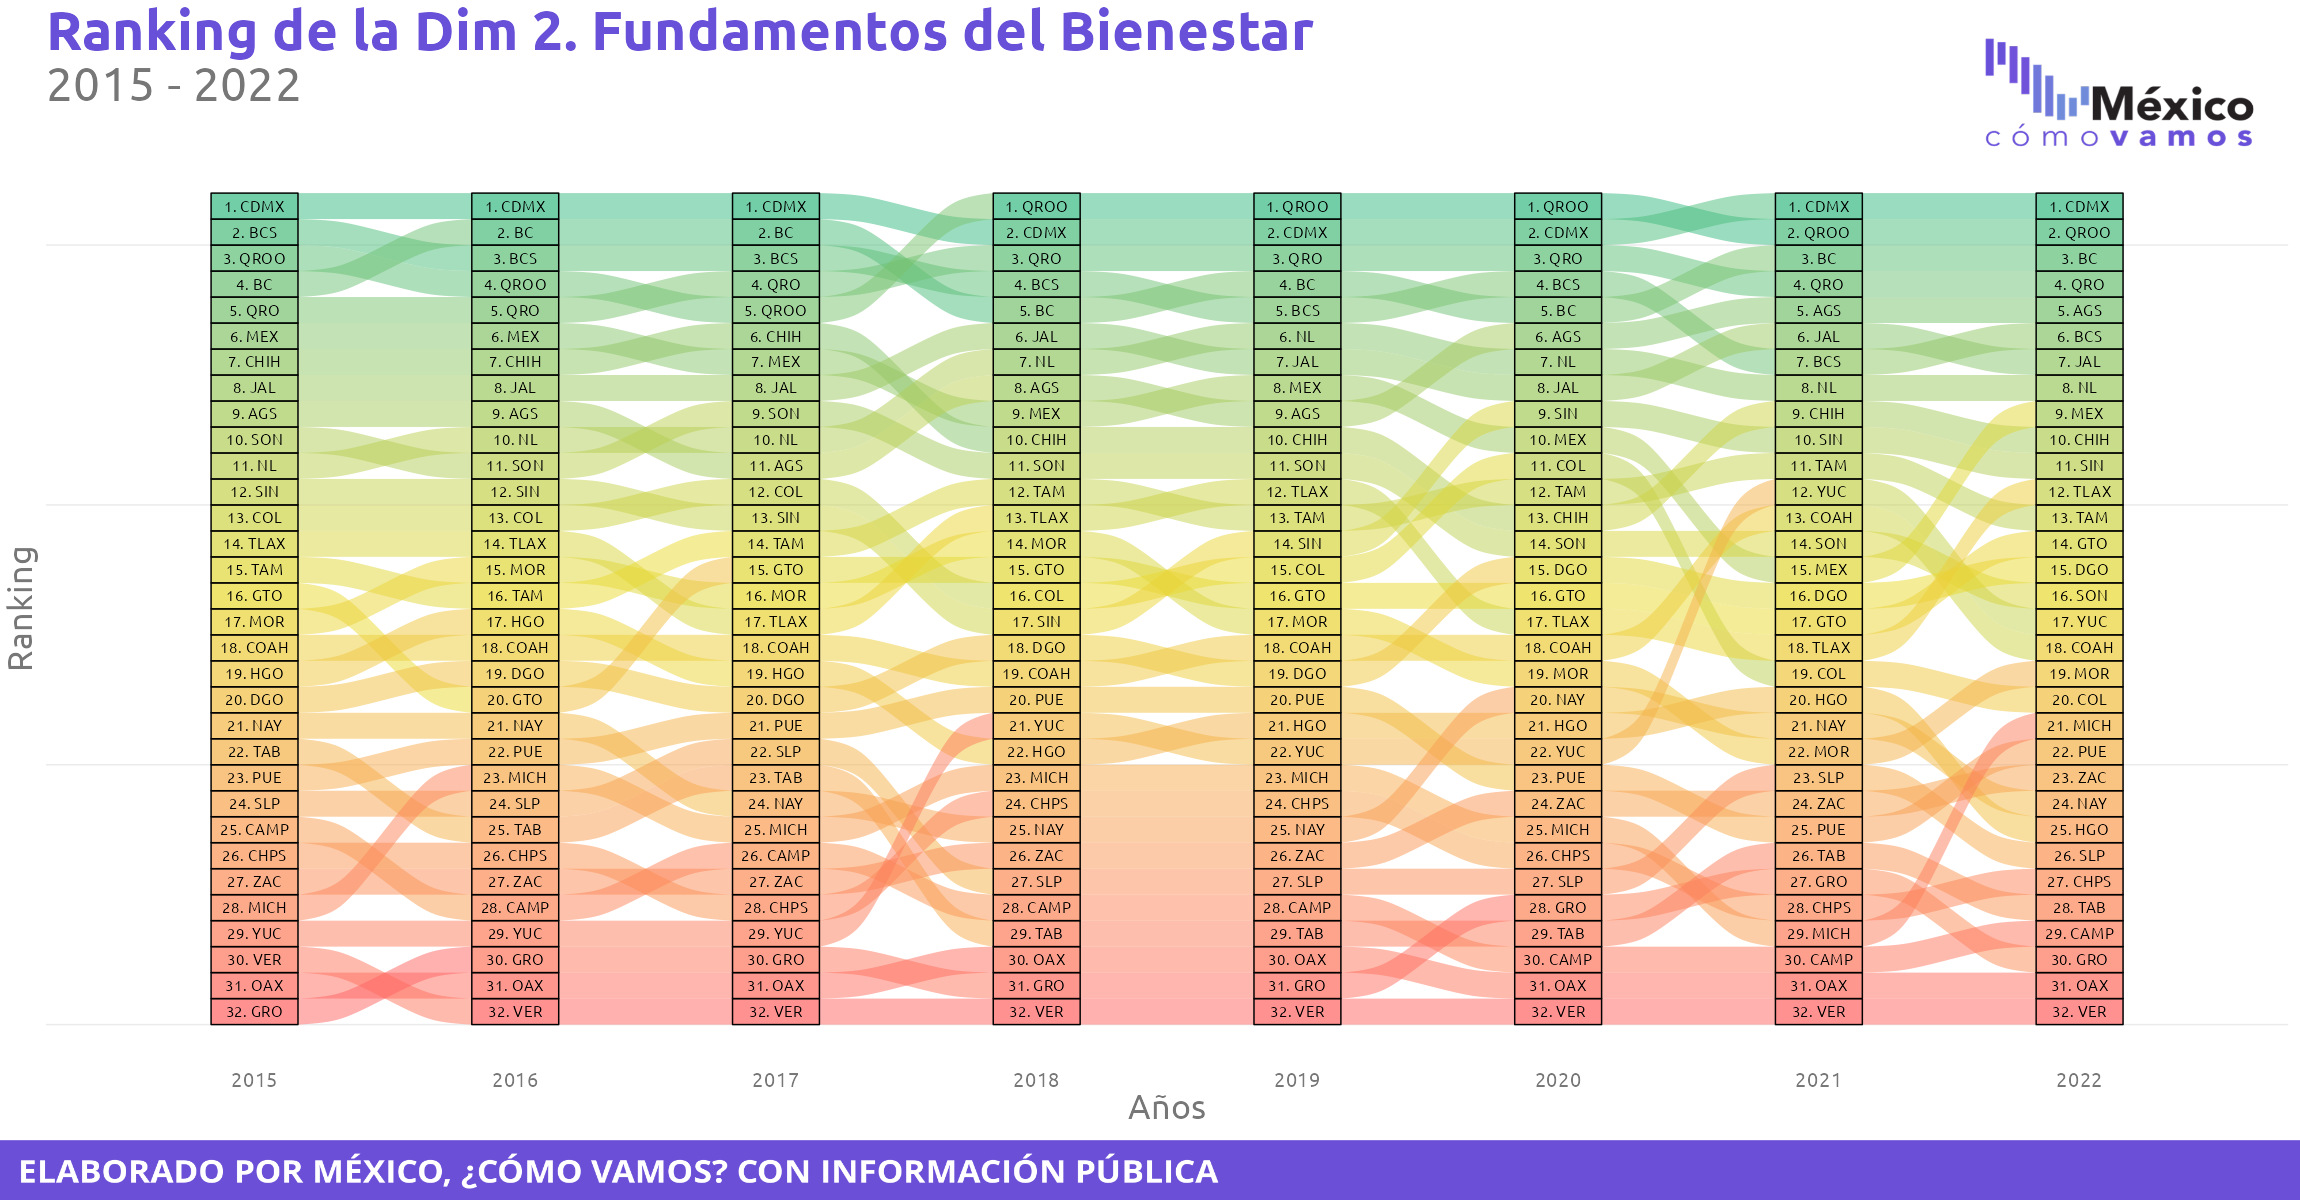 Ranking de la Dim 2. Fundamentos del Bienestar
2015 - 2022
México
cómovamos
Ranking
1. CDMX 1. CDMX 1. CDMX 1. QROO 1. QROO 1. QROO 1. CDMX 1. CDMX
2. BCS 2. BC 2. BC 2. CDMX 2. CDMX 2. CDMX 2. QROO 2. QROO
3. QROO 3. BCS 3. BCS 3. QRO 3. QRO 3. QRO 3. BC 3. BC
4. BC 4. QROO 4. QRO 4. BCS 4. BC 4. BCS 4. QRO 4. QRO
5. QRO 5. QRO 5. QROO 5. BC 5. BCS 5. BC 5. AGS 5. AGS
6. MEX 6. MEX 6. CHIH 6. JAL 6. NL 6. AGS 6. JAL 6. BCS
7. CHIH 7. CHIH 7. MEX 7. NL 7. JAL 7. NL 7. BCS 7. JAL
8. JAL 8. JAL 8. JAL 8. AGS 8. MEX 8. JAL 8. NL 8. NL
9. AGS 9. AGS 9. SON 9. MEX 9. AGS 9. SIN 9. CHIH 9. MEX
10. SON 10. NL 10. NL 10. CHIH 10. CHIH 10. MEX 10. SIN 10. CHIH
11. NL 11. SON 11. AGS 11. SON 11. SON 11. COL 11. TAM 11. SIN
12. SIN 12. SIN 12. COL 12. TAM 12. TLAX 12. TAM 12. YUC 12. TLAX
13. COL 13. COL 13. SIN 13. TLAX 13. TAM 13. CHIH 13. COAH 13. TAM
14. TLAX 14. TLAX 14. TAM 14. MOR 14. SIN 14. SON 14. SON 14. GTO
15. TAM 15. MOR 15. GTO 15. GTO 15. COL 15. DGO 15. MEX 15. DGO
16. GTO 16. TAM 16. MOR 16. COL 16. GTO 16. GTO 16. DGO 16. SON
17. MOR 17. HGO 17. TLAX 17. SIN 17. MOR 17. TLAX 17. GTO 17. YUC
18. COAH 18. COAH 18. COAH 18. DGO 18. COAH 18. COAH 18. TLAX 18. COAH
19. HGO 19. DGO 19. HGO 19. COAH 19. DGO 19. MOR 19. COL 19. MOR
20. DGO 20. GTO 20. DGO 20. PUE 20. PUE 20. NAY 20. HGO 20. COL
21. NAY 21. NAY 21. PUE 21. YUC 21. HGO 21. HGO 21. NAY 21. MICH
22. TAB 22. PUE 22. SLP 22. HGO 22. YUC 22. YUC 22. MOR 22. PUE
23. PUE 23. MICH 23. TAB 23. MICH 23. MICH 23. PUE 23. SLP 23. ZAC
24. SLP 24. SLP 24. NAY 24. CHPS 24. CHPS 24. ZAC 24. ZAC 24. NAY
25. CAMP 25. TAB 25. MICH 25. NAY 25. NAY 25. MICH 25. PUE 25. HGO
26. CHPS 26. CHPS 26. CAMP 26. ZAC 26. ZAC 26. CHPS 26. TAB 26. SLP
27. ZAC 27. ZAC 27. ZAC 27. SLP 27. SLP 27. SLP 27. GRO 27. CHPS
28. MICH 28. CAMP 28. CHPS 28. CAMP 28. CAMP 28. GRO 28. CHPS 28. TAB
29. YUC 29. YUC 29. YUC 29. TAB 29. TAB 29. TAB 29. MICH 29. CAMP
30. VER 30. GRO 30. GRO 30. OAX 30. OAX 30. CAMP 30. CAMP 30. GRO
31. OAX 31. OAX 31. OAX 31. GRO 31. GRO 31. OAX 31. OAX 31. OAX
32. GRO 32. VER 32. VER 32. VER 32. VER 32. VER 32. VER 32. VER
2015 2016 2017 2018 2019 2020 2021 2022
Años
ELABORADO POR MÉXICO, ¿CÓMO VAMOS? CON INFORMACIÓN PÚBLICA